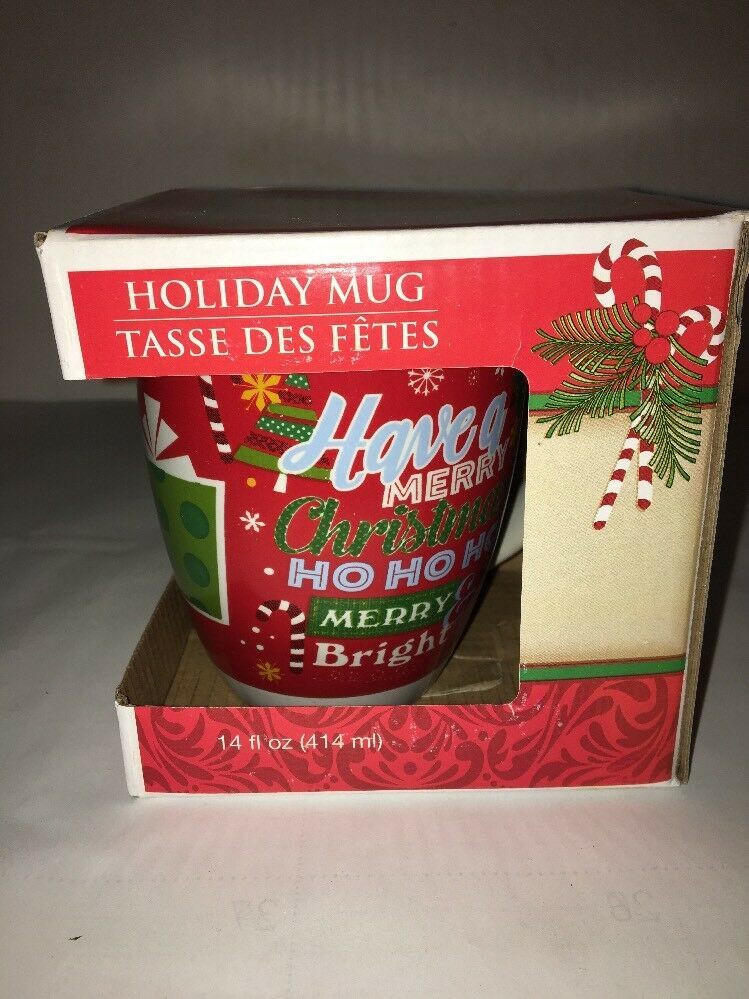 HOLIDAY MUG
TASSE DES FÊTES
Have a
MERRY
Christmas
HO HO HO
MERRY &
Bright
14 fl oz (414 ml)